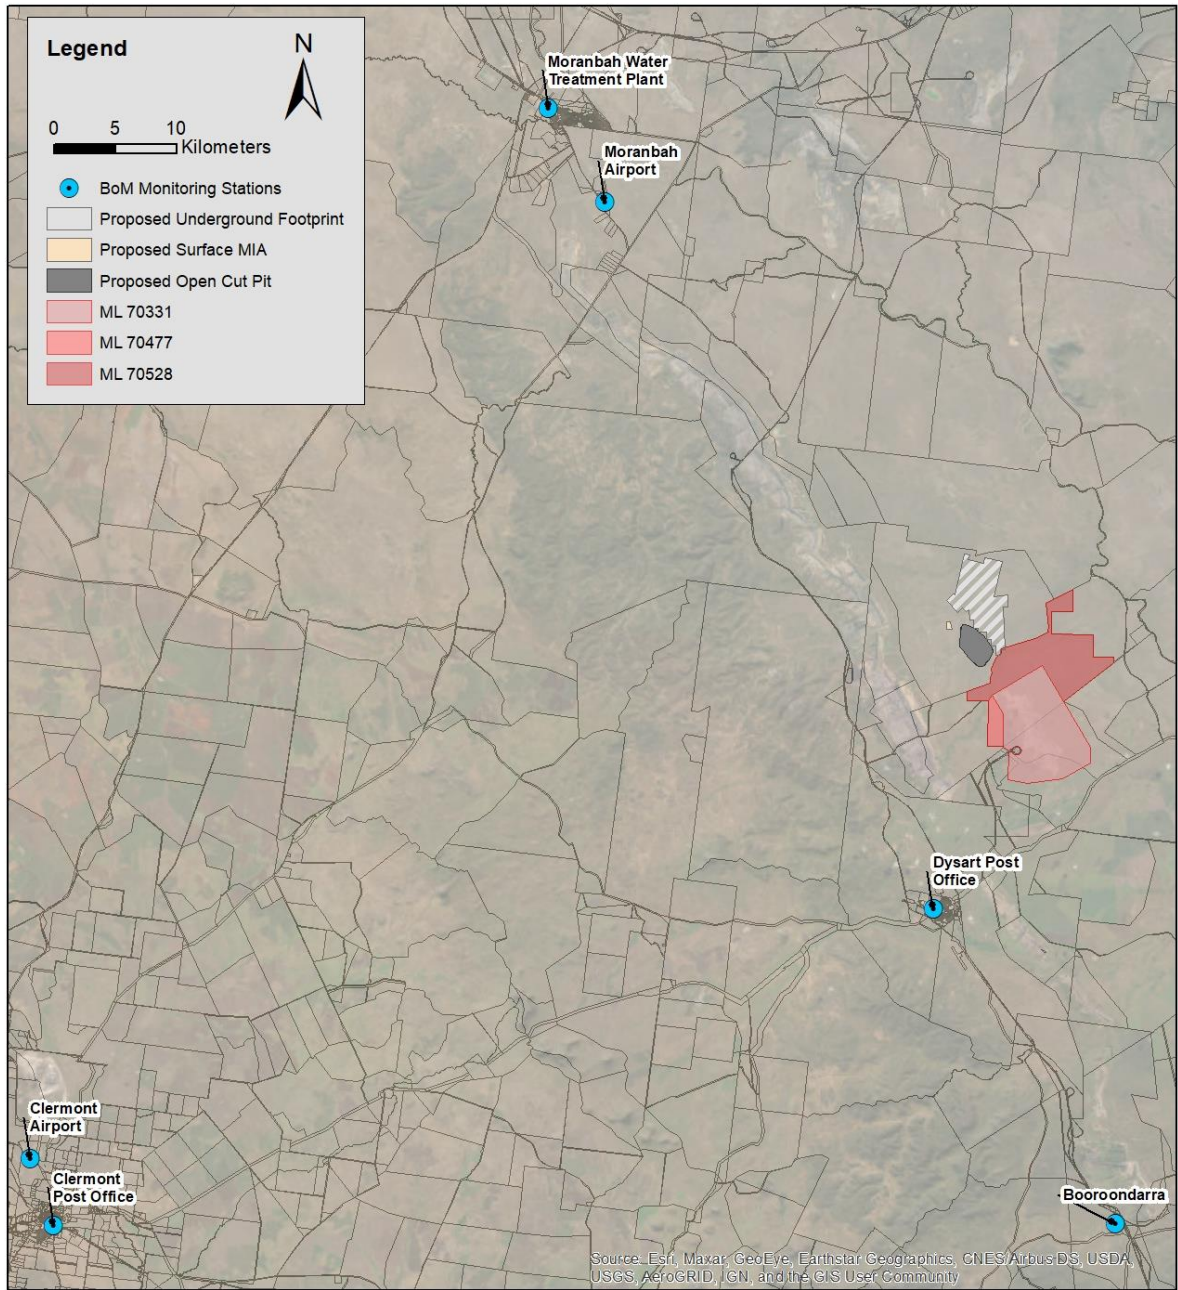 Legend
N
0 5 10
Kilometers
BoM Monitoring Stations
Proposed Underground Footprint
Proposed Surface MIA
Proposed Open Cut Pit
ML 70331
ML 70477
ML 70528
Moranbah Water
Treatment Plant
Moranbah
Airport
Dysart Post
Office
Clermont
Airport
Clermont
Post Office
Booroondarra
Source: Esri, Maxar, GeoEye, Earthstar Geographics, CNES/Airbus DS, USDA,
USGS, AeroGRID, IGN, and the GIS User Community